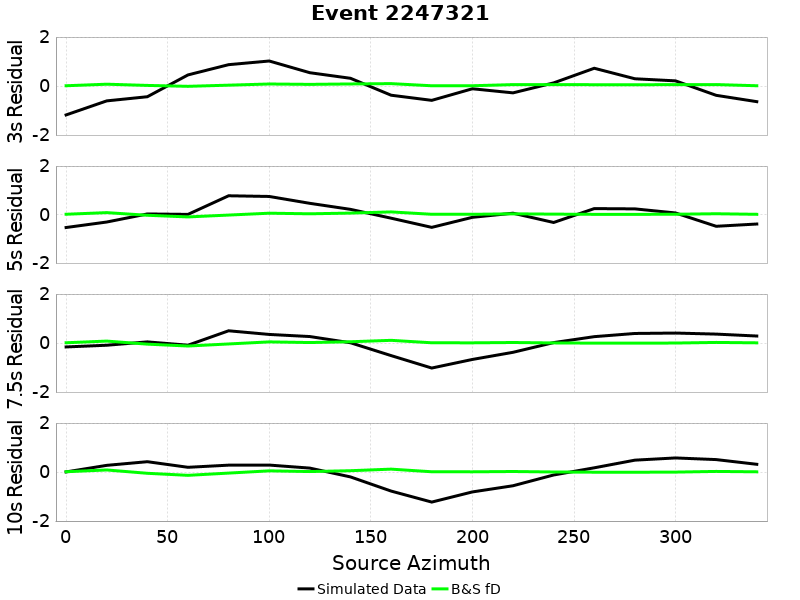 Event 2247321
3s Residual
2
0
-2
5s Residual
2
0
-2
7.5s Residual
2
0
-2
10s Residual
2
0
-2
0 50 100 150 200 250 300
Source Azimuth
Simulated Data B&S fD